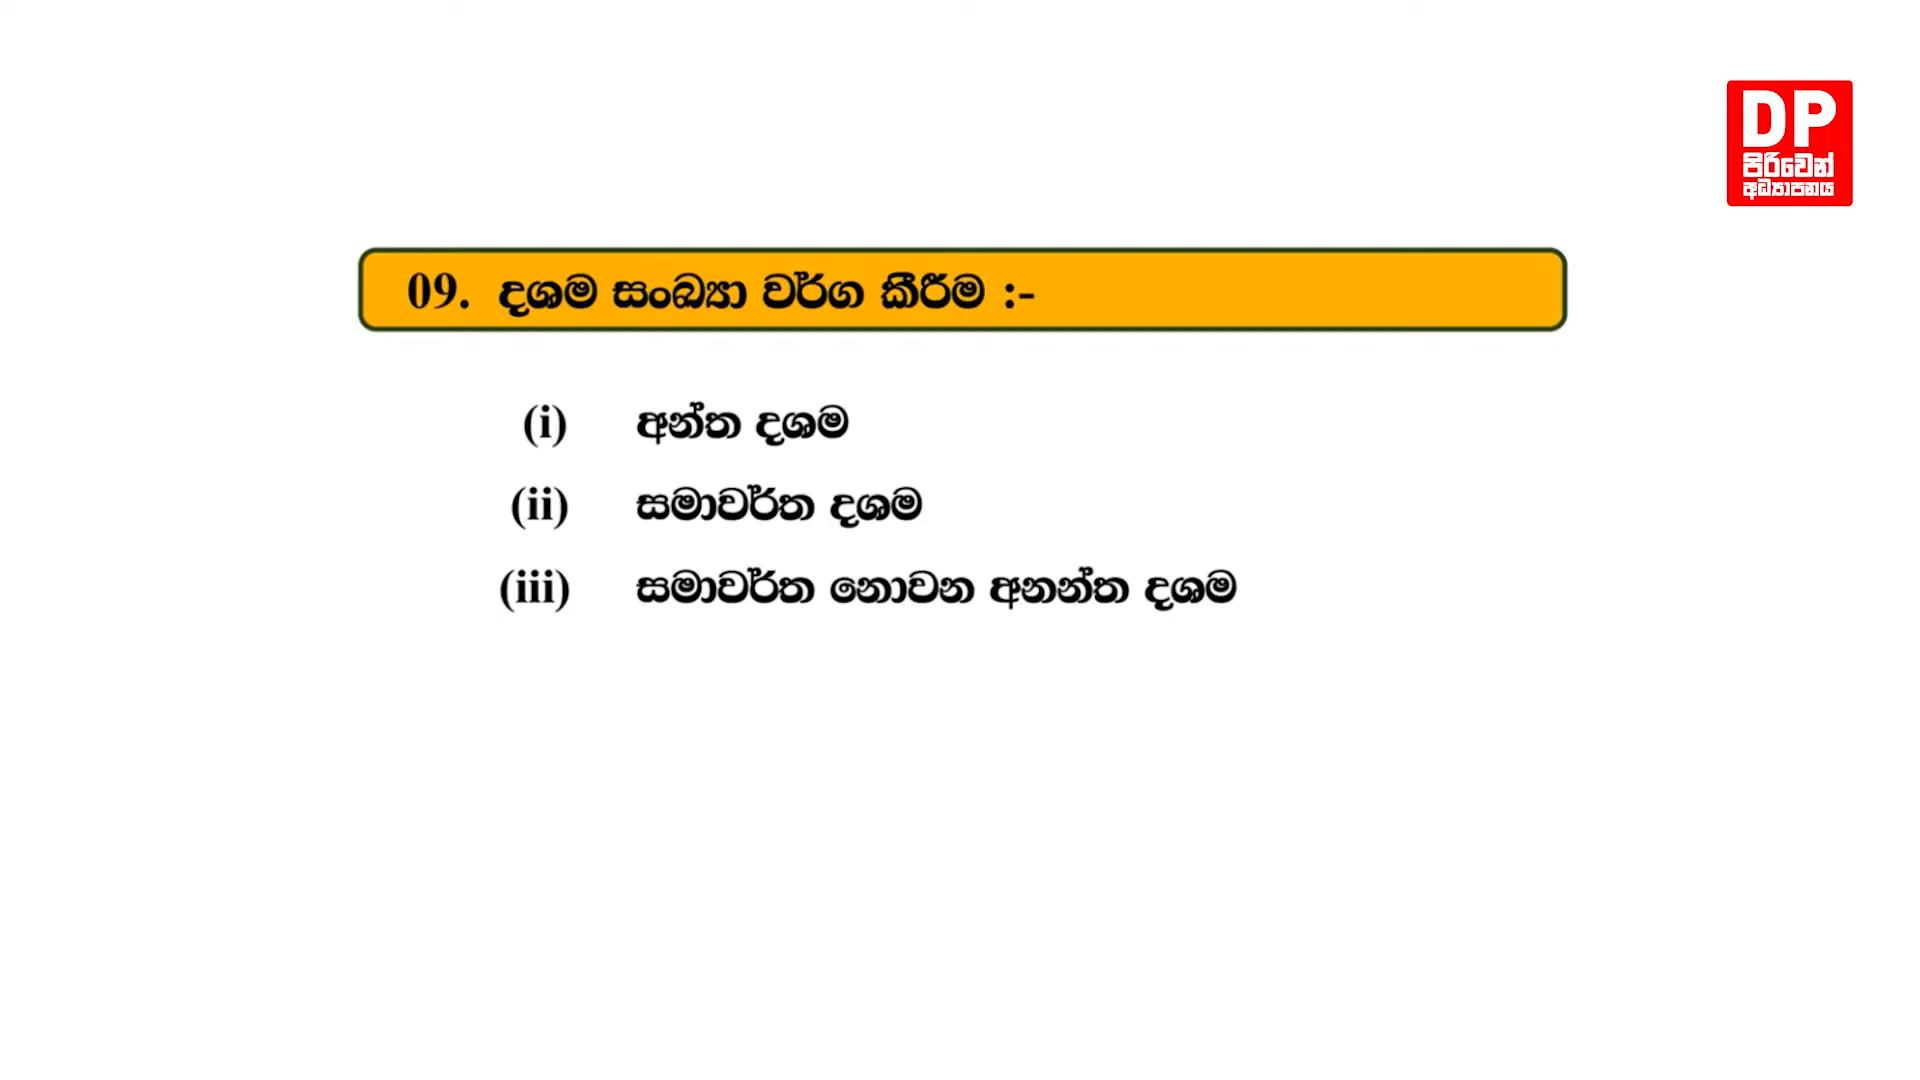 DP
පිරිවෙන්
අධ්‍යාපනය
09. දශම සංඛ්‍යා වර්ග කිරීම :-
(i) අන්ත දශම
(ii) සමාවර්ත දශම
(iii) සමාවර්ත නොවන අනන්ත දශම